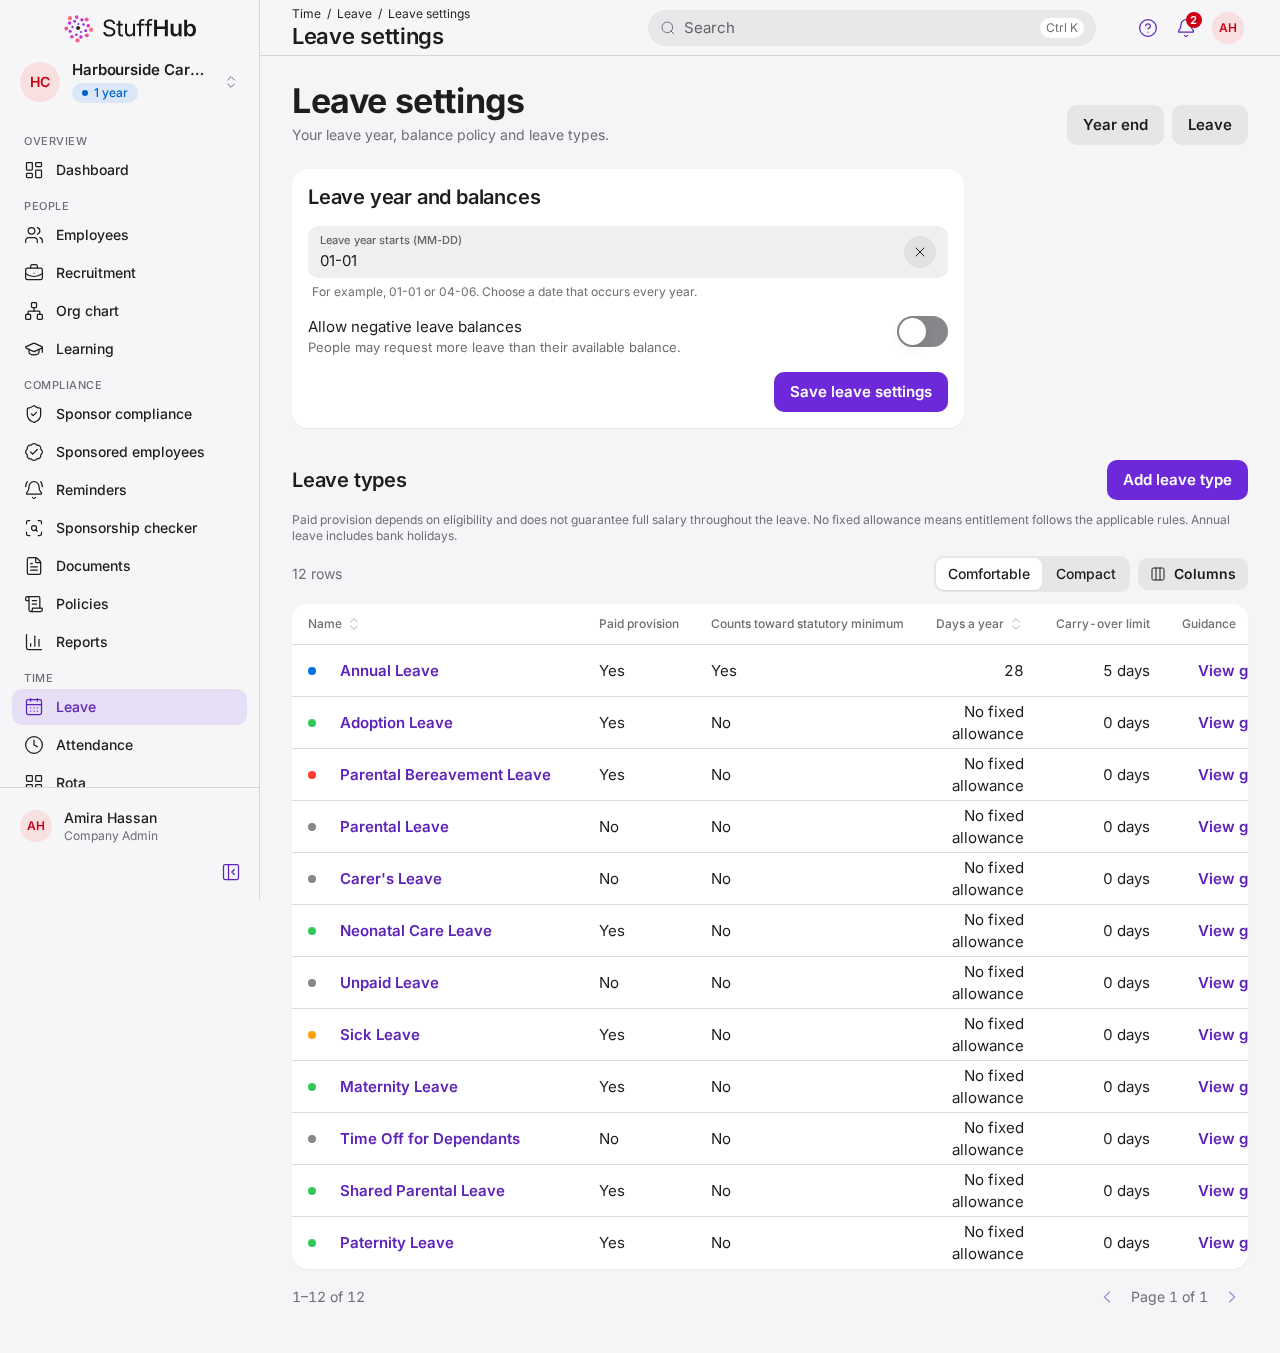 StuffHub
HC
Harbourside Car...
1 year
OVERVIEW
Dashboard
PEOPLE
Employees
Recruitment
Org chart
Learning
COMPLIANCE
Sponsor compliance
Sponsored employees
Reminders
Sponsorship checker
Documents
Policies
Reports
TIME
Leave
Attendance
Rota
AH
Amira Hassan
Company Admin
Time / Leave / Leave settings
Leave settings
Search
Ctrl K
2
AH
Leave settings
Your leave year, balance policy and leave types.
Year end
Leave
Leave year and balances
Leave year starts (MM-DD)
01-01
For example, 01-01 or 04-06. Choose a date that occurs every year.
Allow negative leave balances
People may request more leave than their available balance.
Save leave settings
Leave types
Add leave type
Paid provision depends on eligibility and does not guarantee full salary throughout the leave. No fixed allowance means entitlement follows the applicable rules. Annual
leave includes bank holidays.
12 rows
Comfortable
Compact
Columns
Name Paid provision Counts toward statutory minimum Days a year Carry-over limit Guidance
Annual Leave Yes Yes 28 5 days View g
Adoption Leave Yes No No fixed allowance 0 days View g
Parental Bereavement Leave Yes No No fixed allowance 0 days View g
Parental Leave No No No fixed allowance 0 days View g
Carer's Leave No No No fixed allowance 0 days View g
Neonatal Care Leave Yes No No fixed allowance 0 days View g
Unpaid Leave No No No fixed allowance 0 days View g
Sick Leave Yes No No fixed allowance 0 days View g
Maternity Leave Yes No No fixed allowance 0 days View g
Time Off for Dependants No No No fixed allowance 0 days View g
Shared Parental Leave Yes No No fixed allowance 0 days View g
Paternity Leave Yes No No fixed allowance 0 days View g
1–12 of 12
Page 1 of 1